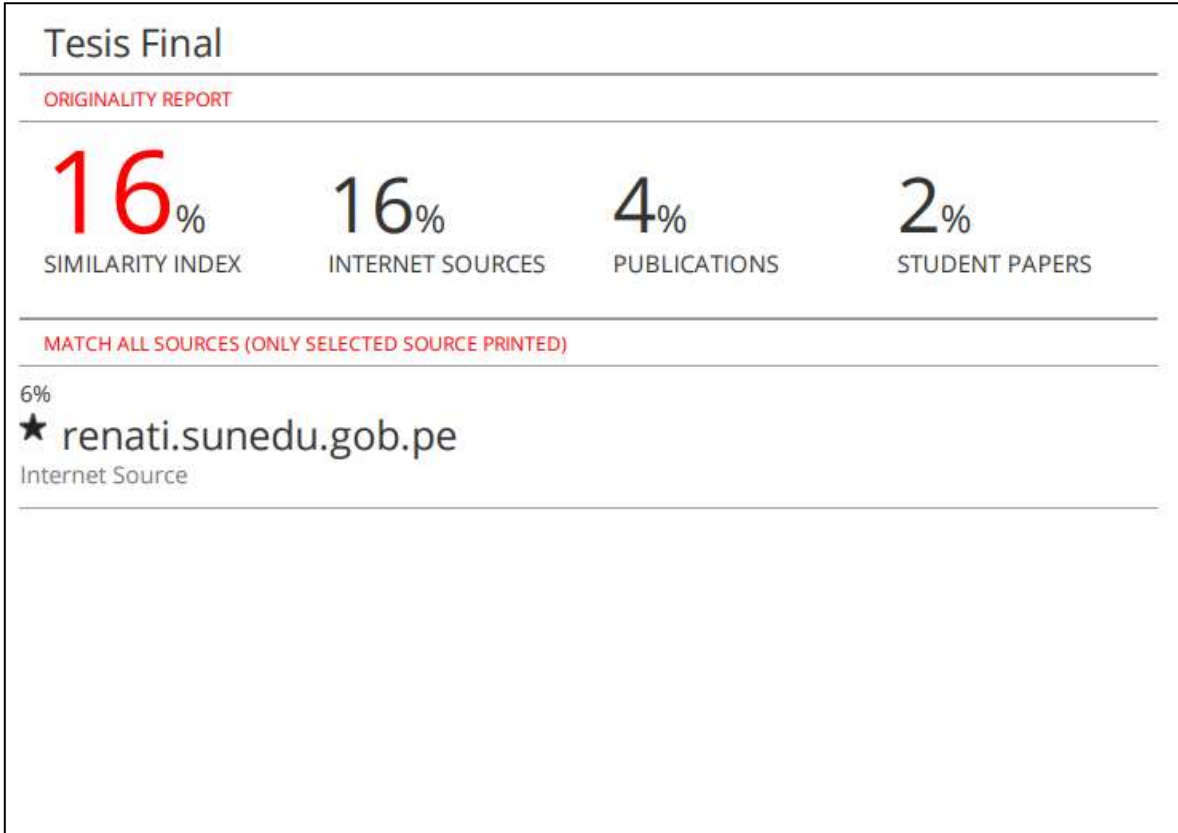 Tesis Final
ORIGINALITY REPORT
16% 16% 4% 2%
SIMILARITY INDEX INTERNET SOURCES PUBLICATIONS STUDENT PAPERS
MATCH ALL SOURCES (ONLY SELECTED SOURCE PRINTED)
6%
★ renati.sunedu.gob.pe
Internet Source